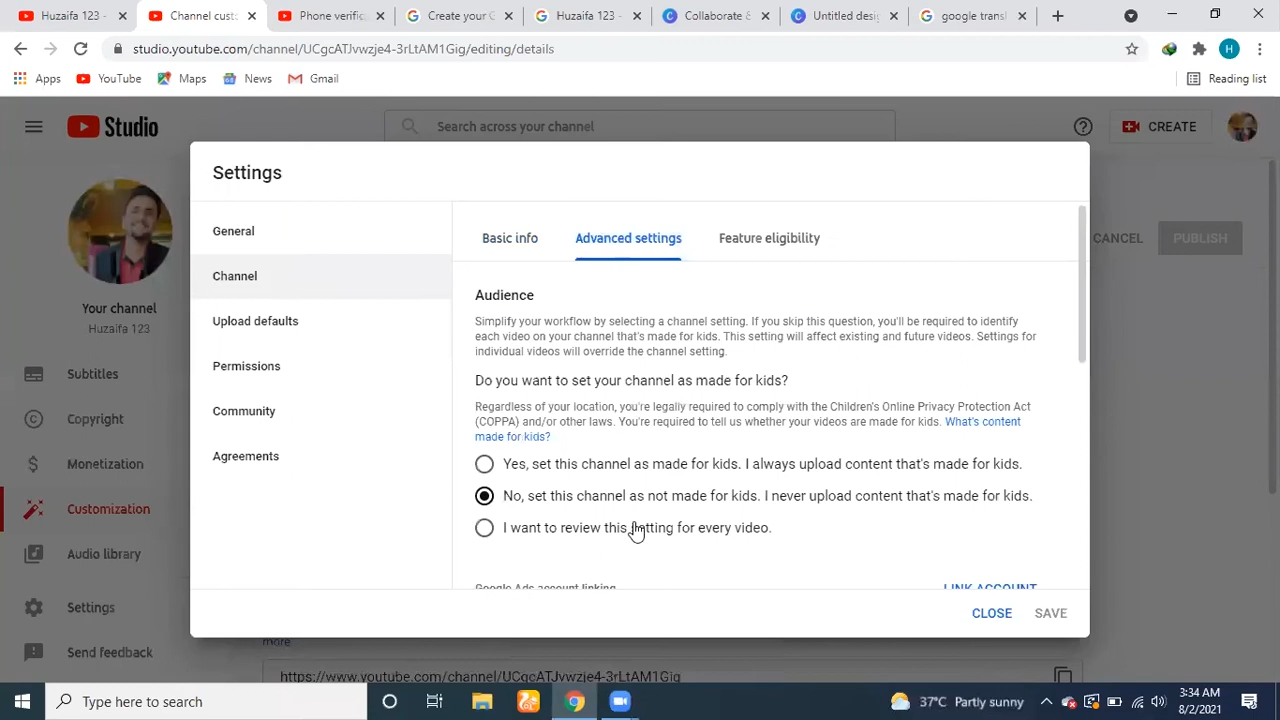 Huzaifa 123 -
Channel cust
Phone verific
Create your G
Huzaifa 123 -
Collaborate &
Untitled desig
google transl
studio.youtube.com/channel/UCgcATJvwzje4-3rLtAM1Gig/editing/details
H
Apps
YouTube
Maps
News
Gmail
Reading list
Studio
Search across your channel
CREATE
Settings
General
Channel
Upload defaults
Permissions
Community
Agreements
Basic info
Advanced settings
Feature eligibility
CANCEL
PUBLISH
Your channel
Huzaifa 123
Subtitles
Copyright
Monetization
Customization
Audio library
Settings
Send feedback
Audience
Simplify your workflow by selecting a channel setting. If you skip this question, you'll be required to identify
each video on your channel that's made for kids. This setting will affect existing and future videos. Settings for
individual videos will override the channel setting.
Do you want to set your channel as made for kids?
Regardless of your location, you're legally required to comply with the Children's Online Privacy Protection Act
(COPPA) and/or other laws. You're required to tell us whether your videos are made for kids. What's content
made for kids?
Yes, set this channel as made for kids. I always upload content that's made for kids.
No, set this channel as not made for kids. I never upload content that's made for kids.
I want to review this setting for every video.
Google Ads account linking
LINK ACCOUNT
CLOSE
SAVE
more
https://www.youtube.com/channel/UCgcATJvwzje4-3rLtAM1Gig
Type here to search
37°C Partly sunny
3:34 AM
8/2/2021